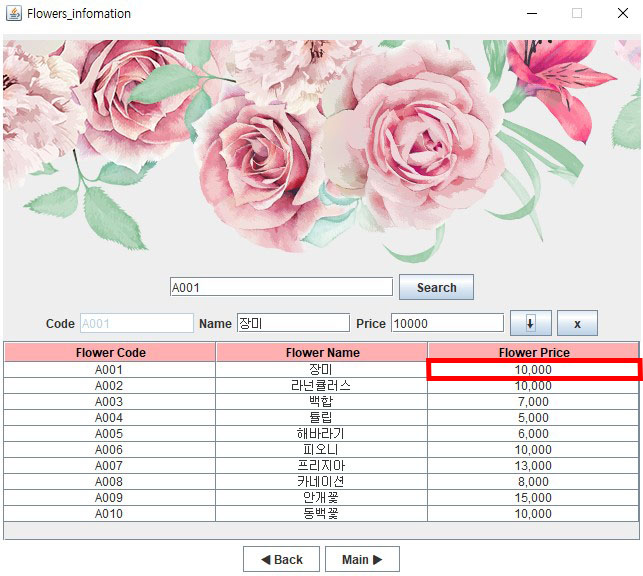 Flowers_infomation
A001 Search
Code A001 Name 장미 Price 10000 x
Flower Code Flower Name Flower Price
A001 장미 10,000
A002 라넌큘러스 10,000
A003 백합 7,000
A004 튤립 5,000
A005 해바라기 6,000
A006 피오니 10,000
A007 프리지아 13,000
A008 카네이션 8,000
A009 안개꽃 15,000
A010 동백꽃 10,000
◀ Back Main ▶